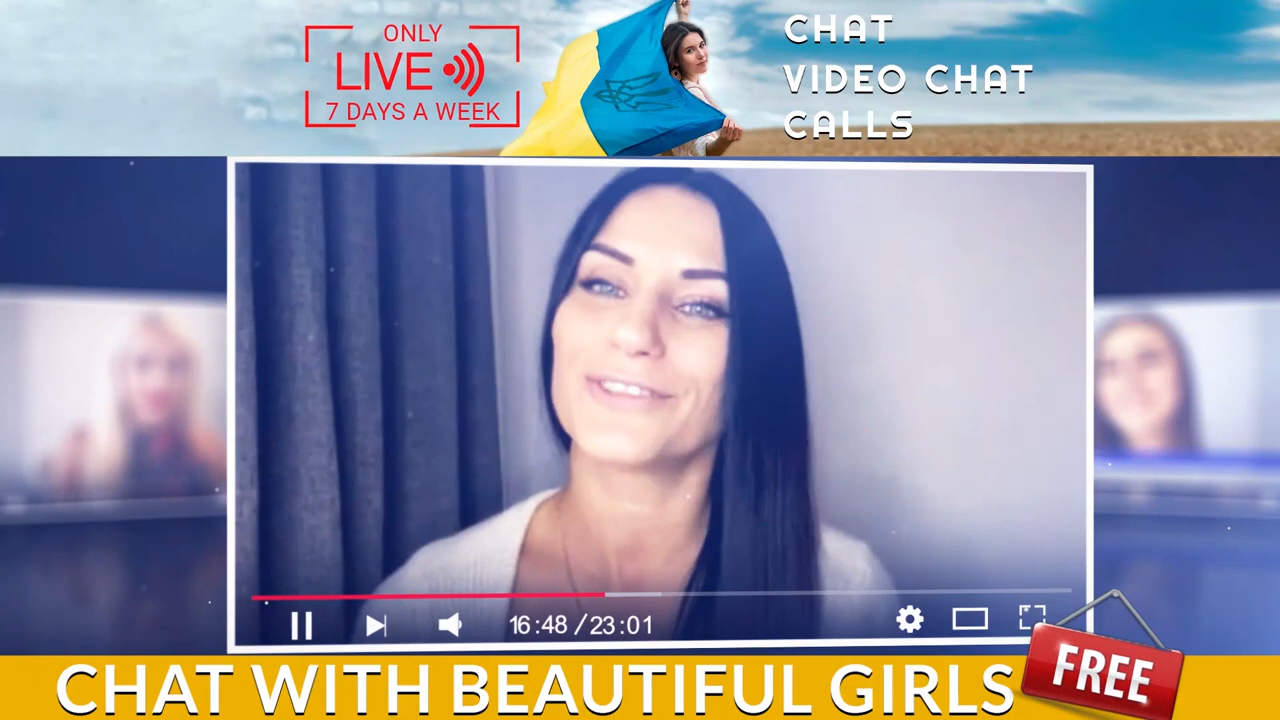 ONLY
LIVE
7 DAYS A WEEK
CHAT
VIDEO CHAT
CALLS
16:48 / 23:01
CHAT WITH BEAUTIFUL GIRLS
FREE